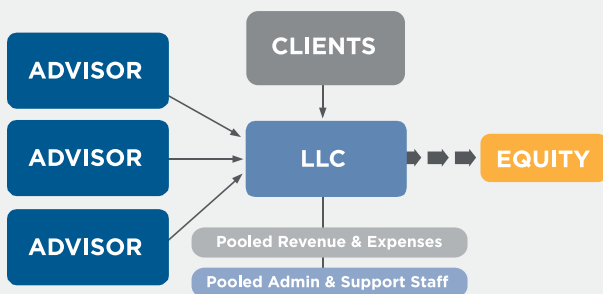 CLIENTS
ADVISOR
ADVISOR
LLC
EQUITY
ADVISOR
Pooled Revenue & Expenses
Pooled Admin & Support Staff